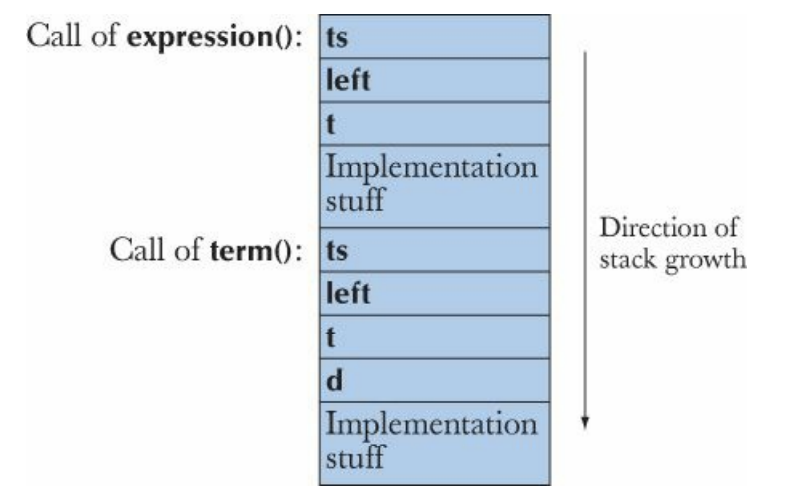 Call of expression(): ts
left
t
Implementation
stuff
Call of term(): ts
left
t
d
Implementation
stuff
Direction of
stack growth